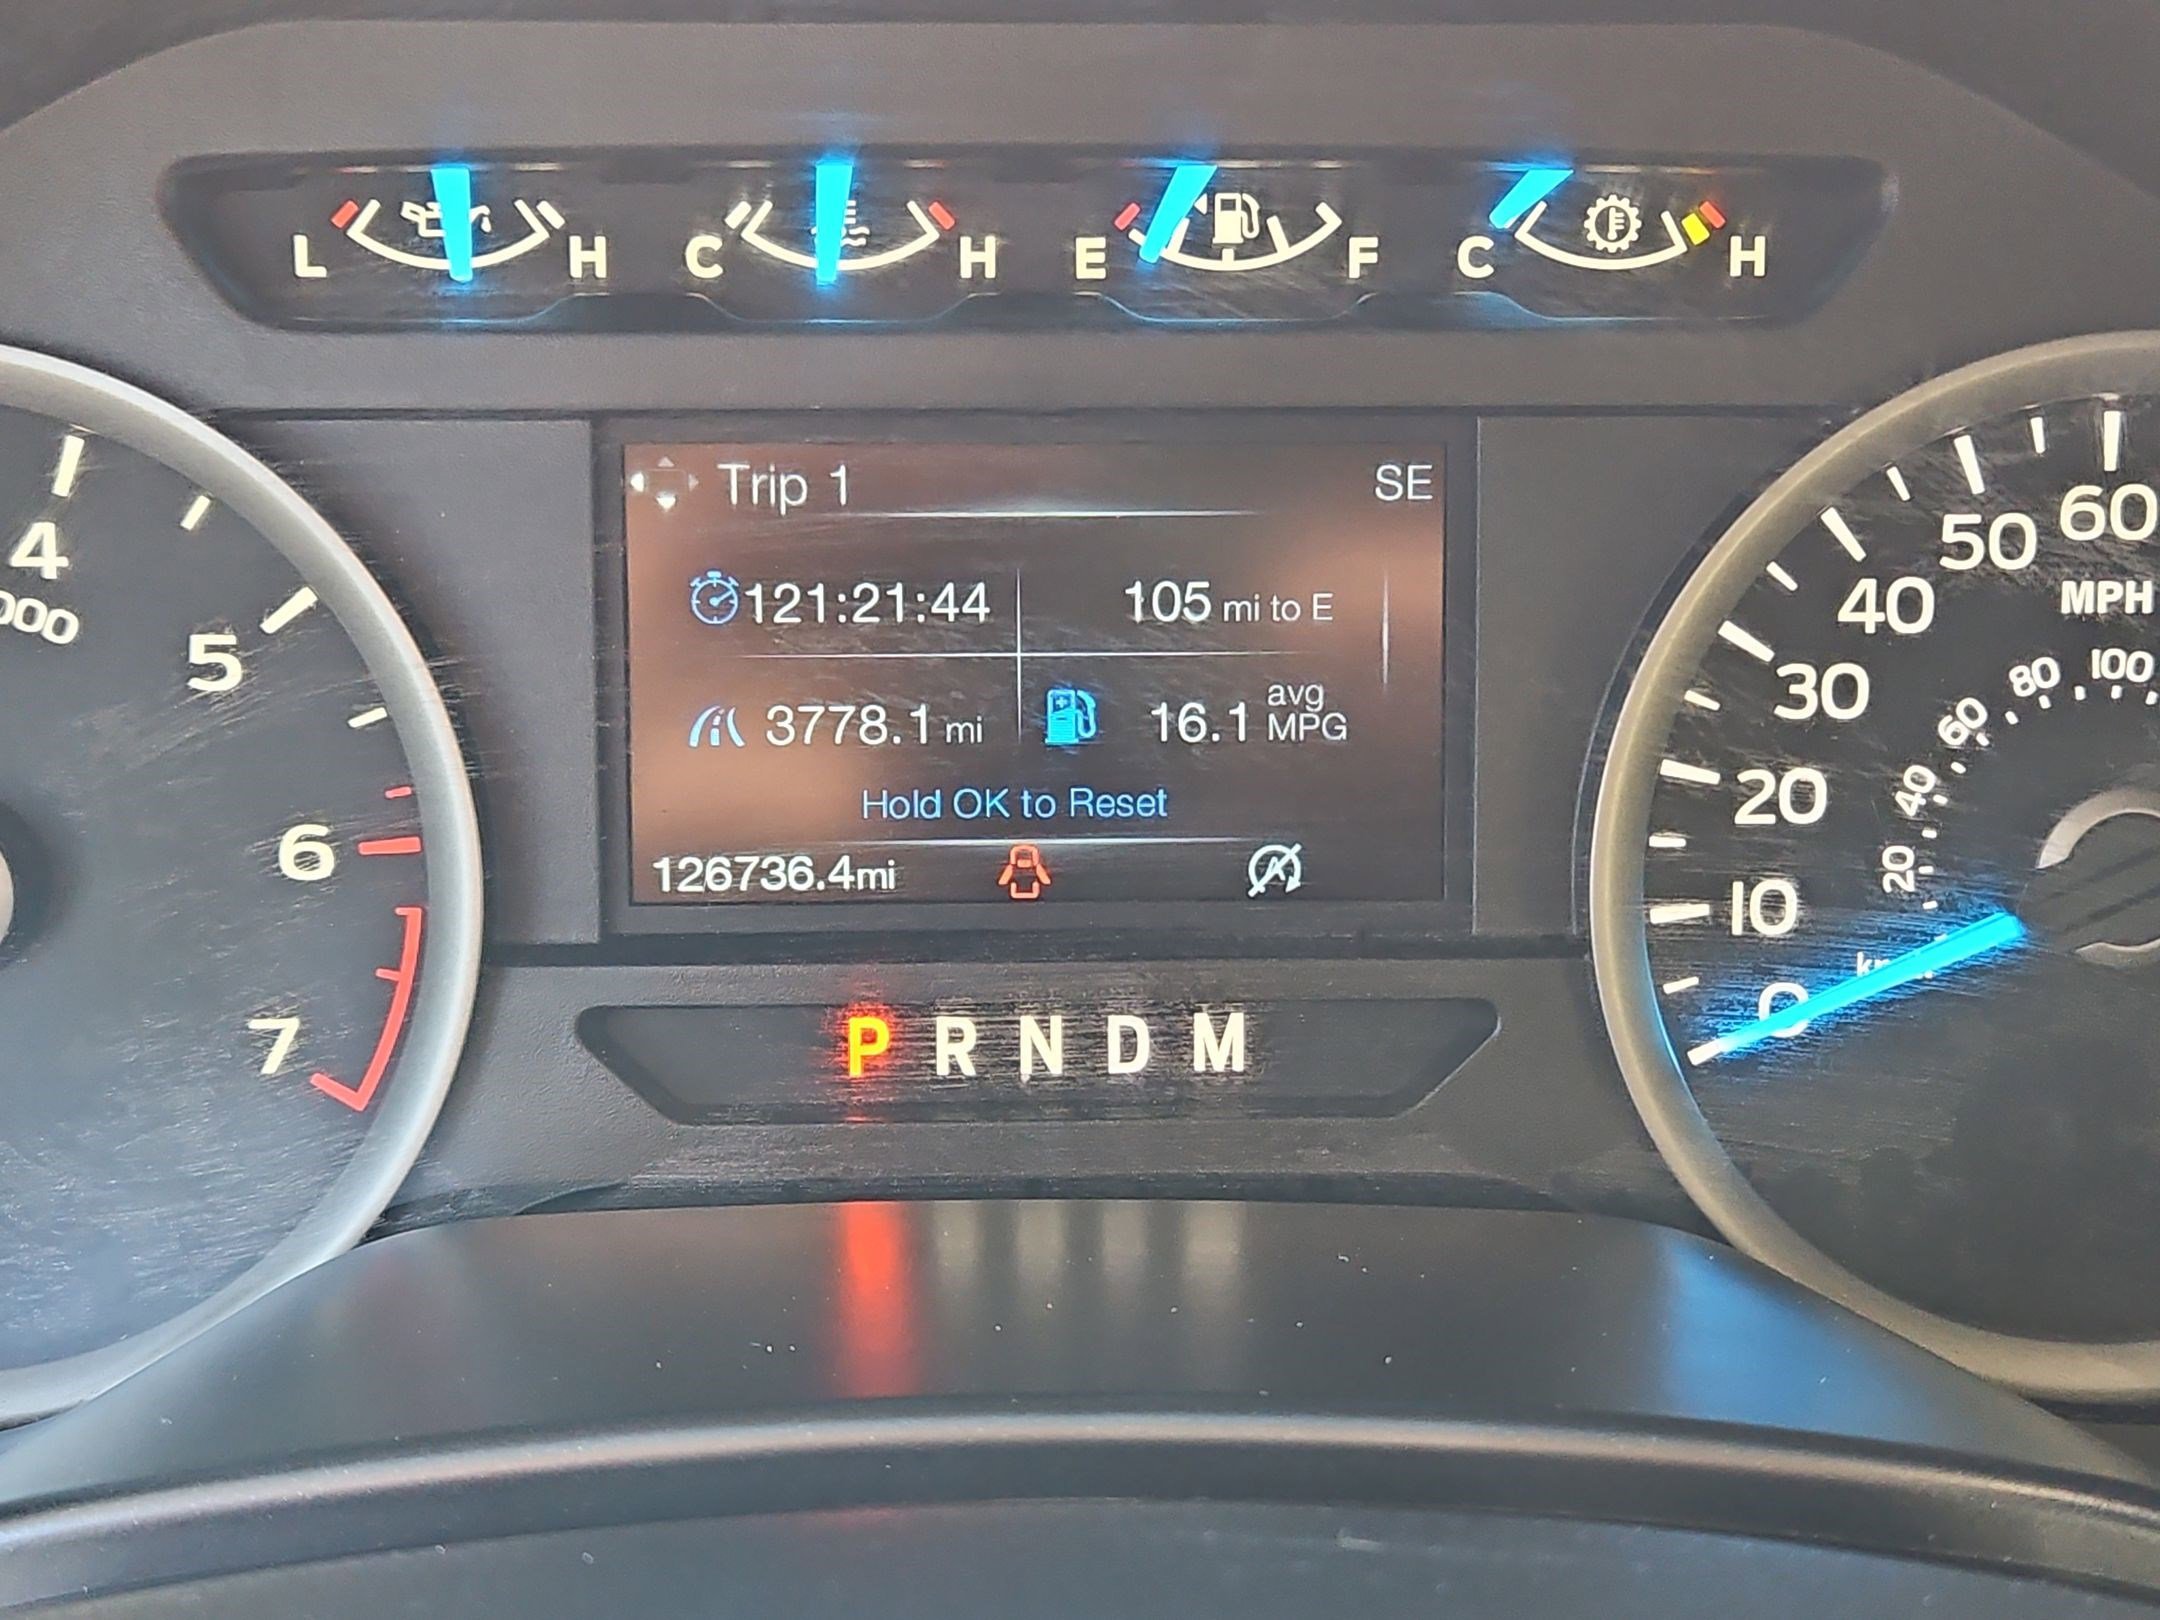 L H C H E F C H
Trip 1 SE
121:21:44 105 mi to E
3778.1 mi 16.1 avg MPG
Hold OK to Reset
126736.4mi
P R N D M
4
000
5
6
7
0
10
20
30
40
50
60
MPH
20
40
60
80
100